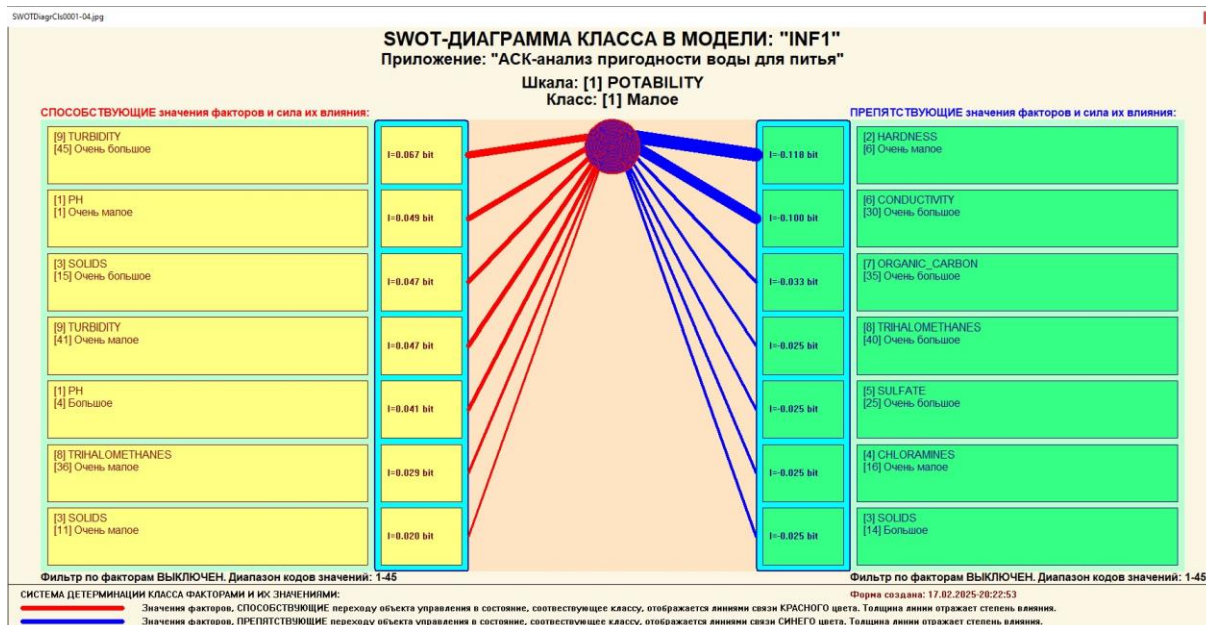 SWOTDiagrCls0001-04.jpg
SWOT-ДИАГРАММА КЛАССА В МОДЕЛИ: "INF1"
Приложение: "АСК-анализ пригодности воды для питья"
Шкала: [1] POTABILITY
Класс: [1] Малое
СПОСОБСТВУЮЩИЕ значения факторов и сила их влияния:
ПРЕПЯТСТВУЮЩИЕ значения факторов и сила их влияния:
[9] TURBIDITY
[45] Очень большое
I=0.067 bit
I=-0.118 bit
[2] HARDNESS
[6] Очень малое
[1] PH
[1] Очень малое
I=0.049 bit
I=-0.100 bit
[6] CONDUCTIVITY
[30] Очень большое
[3] SOLIDS
[15] Очень большое
I=0.047 bit
I=-0.033 bit
[7] ORGANIC_CARBON
[35] Очень большое
[9] TURBIDITY
[41] Очень малое
I=0.047 bit
I=-0.025 bit
[8] TRIHALOMETHANES
[40] Очень большое
[1] PH
[4] Большое
I=0.041 bit
I=-0.025 bit
[5] SULFATE
[25] Очень большое
[8] TRIHALOMETHANES
[36] Очень малое
I=0.029 bit
I=-0.025 bit
[4] CHLORAMINES
[16] Очень малое
[3] SOLIDS
[11] Очень малое
I=0.020 bit
I=-0.025 bit
[3] SOLIDS
[14] Большое
Фильтр по факторам ВЫКЛЮЧЕН. Диапазон кодов значений: 1-45
Фильтр по факторам ВЫКЛЮЧЕН. Диапазон кодов значений: 1-45
СИСТЕМА ДЕТЕРМИНАЦИИ КЛАССА ФАКТОРАМИ И ИХ ЗНАЧЕНИЯМИ:
Форма создана: 17.02.2025-20:22:53
Значения факторов, СПОСОБСТВУЮЩИЕ переходу объекта управления в состояние, соотвествующее классу, отображается линиями связи КРАСНОГО цвета. Толщина линии отражает степень влияния.
Значения факторов, ПРЕПЯТСТВУЮЩИЕ переходу объекта управления в состояние, соотвествующее классу, отображается линиями связи СИНЕГО цвета. Толщина линии отражает степень влияния.